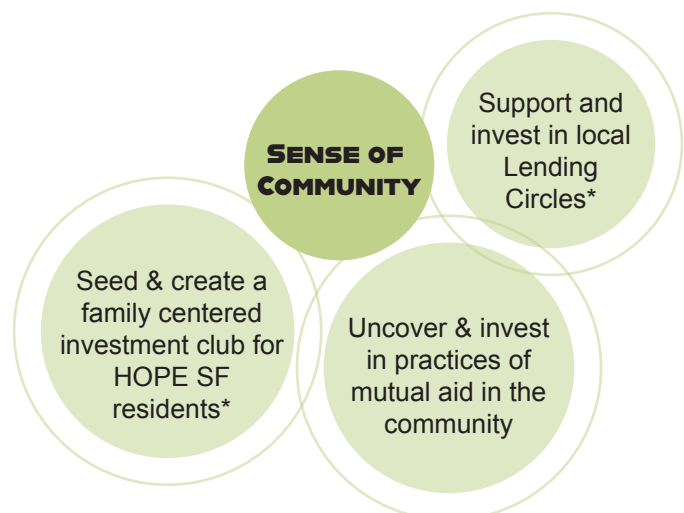 SENSE OF
COMMUNITY
Support and
invest in local
Lending
Circles*
Seed & create a
family centered
investment club for
HOPE SF
residents*
Uncover & invest
in practices of
mutual aid in the
community